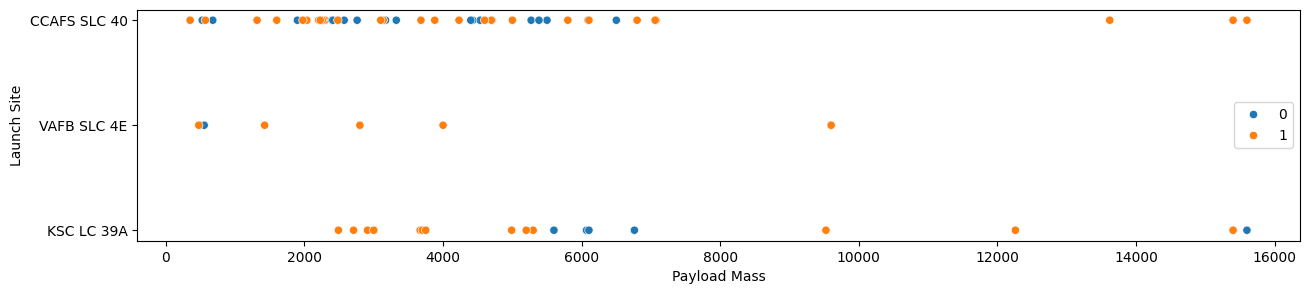 CCAFS SLC 40
VAFB SLC 4E
KSC LC 39A
Launch Site
0
1
0 2000 4000 6000 8000 10000 12000 14000 16000
Payload Mass